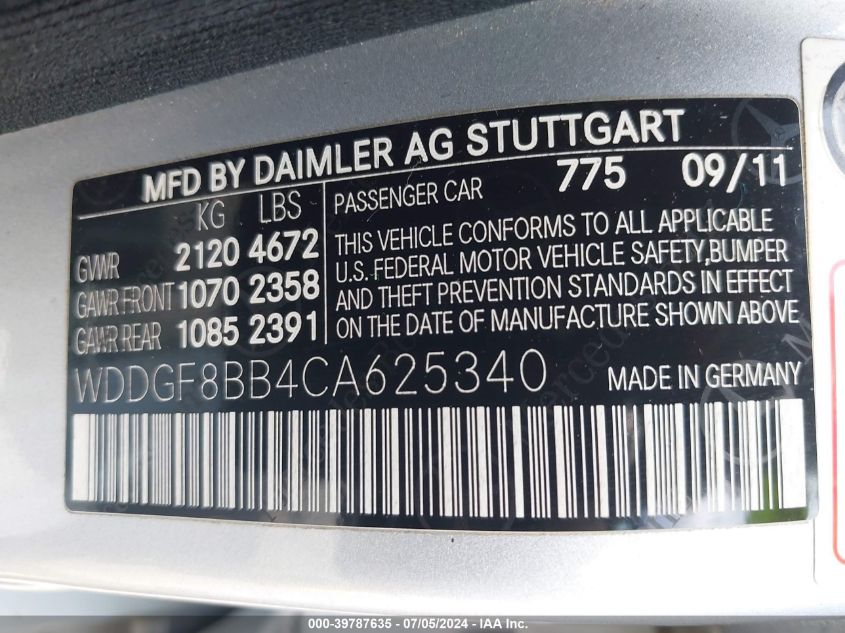 MFD BY DAIMLER AG STUTTGART
KG LBS
GVWR 2120 4672
GAWR FRONT 1070 2358
GAWR REAR 1085 2391
PASSENGER CAR 775 09/11
THIS VEHICLE CONFORMS TO ALL APPLICABLE
U.S. FEDERAL MOTOR VEHICLE SAFETY,BUMPER
AND THEFT PREVENTION STANDARDS IN EFFECT
ON THE DATE OF MANUFACTURE SHOWN ABOVE
WDDGF8BB4CA625340 MADE IN GERMANY
000-39787635 - 07/05/2024 - IAA Inc.